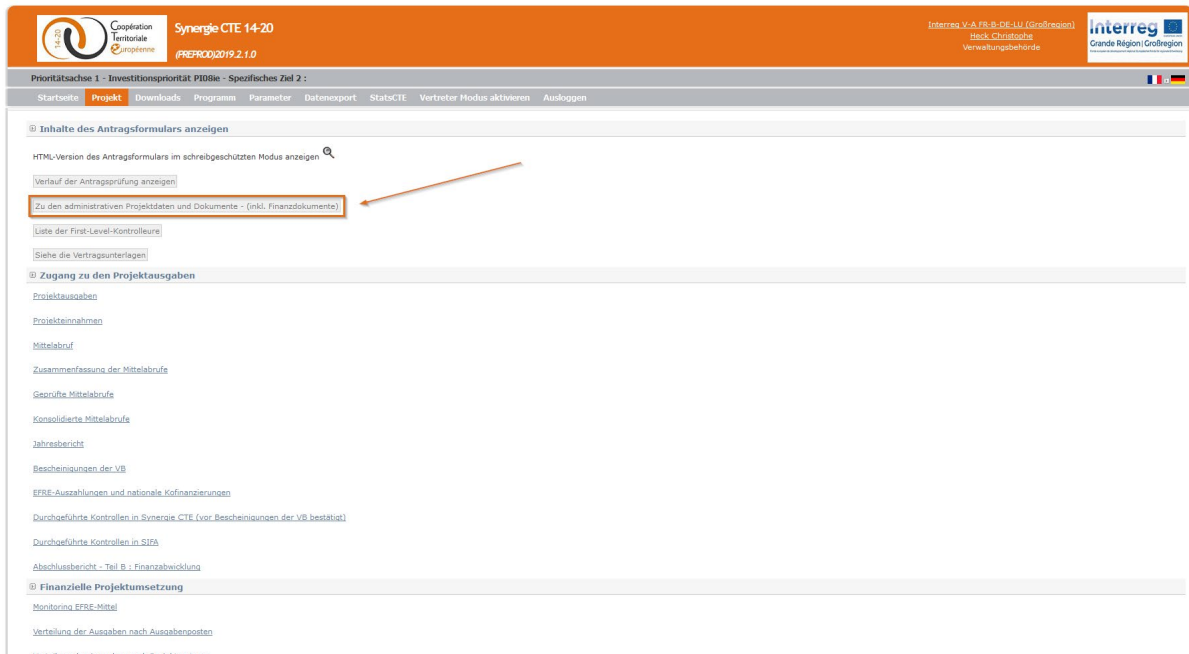 14-20
Coopération
Territoriale
Européenne
Synergie CTE 14-20
(PREPROD)2019.2.1.0
Interreg V-A FR-B-DE-LU (Großregion)
Heck Christophe
Verwaltungsbehörde
Interreg
Grande Région | Großregion
Prioritätsachse 1 - Investitionspriorität PI08ie - Spezifisches Ziel 2 :
Startseite Projekt Downloads Programm Parameter Datenexport StatsCTE Vertreter Modus aktivieren Ausloggen
Inhalte des Antragsformulars anzeigen
HTML-Version des Antragsformulars im schreibgeschützten Modus anzeigen
Verlauf der Antragsprüfung anzeigen
Zu den administrativen Projektdaten und Dokumente - (inkl. Finanzdokumente)
Liste der First-Level-Kontrolleure
Siehe die Vertragsunterlagen
Zugang zu den Projektausgaben
Projektausgaben
Projekteinnahmen
Mittelabruf
Zusammenfassung der Mittelabrufe
Geprüfte Mittelabrufe
Konsolidierte Mittelabrufe
Jahresbericht
Bescheinigungen der VB
EFRE-Auszahlungen und nationale Kofinanzierungen
Durchgeführte Kontrollen in Synergie CTE (vor Bescheinigungen der VB bestätigt)
Durchgeführte Kontrollen in SIFA
Abschlussbericht - Teil B : Finanzabwicklung
Finanzielle Projektumsetzung
Monitoring EFRE-Mittel
Verteilung der Ausgaben nach Ausgabenposten